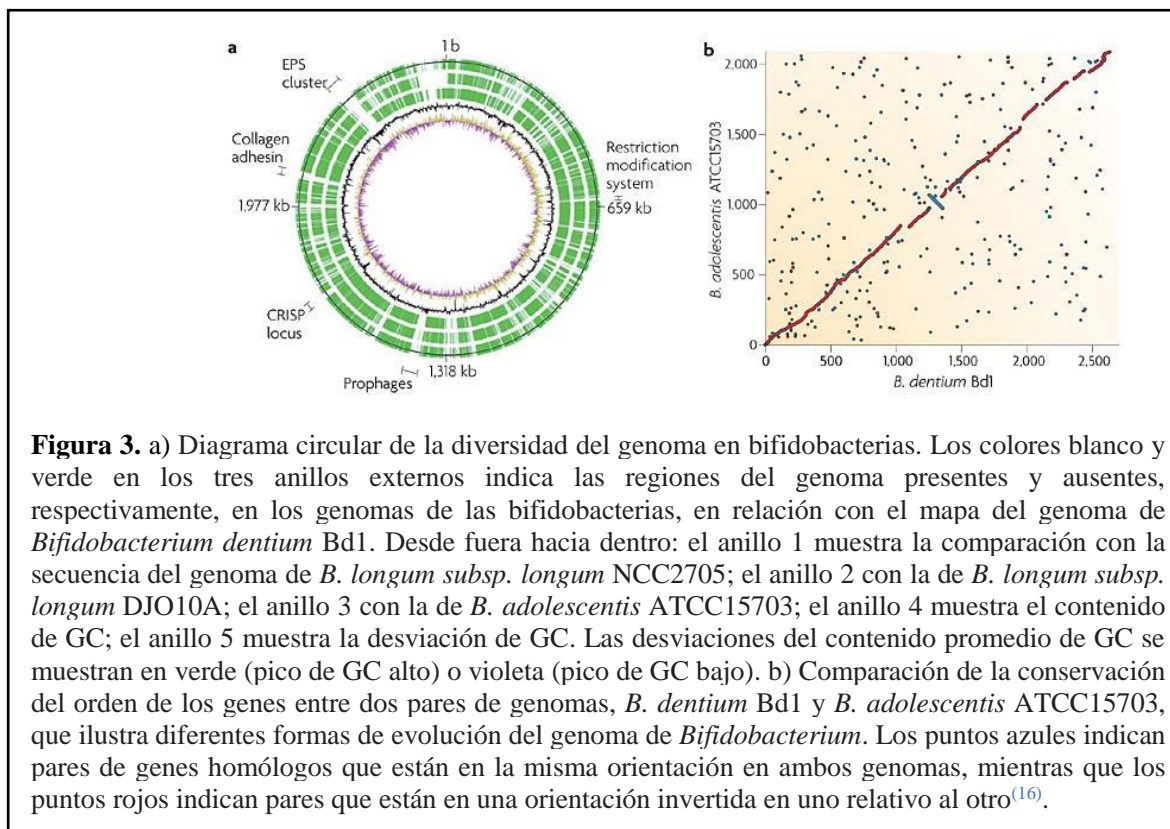 a
1 b
EPS
cluster
Collagen
adhesin
1,977 kb
CRISP
locus
Prophages
1,318 kb
Restriction
modification
system
659 kb
b
2,000
1,500
1,000
500
0
B. adolescentis ATCC15703
0 500 1,000 1,500 2,000 2,500
B. dentium Bd1
Figura 3. a) Diagrama circular de la diversidad del genoma en bifidobacterias. Los colores blanco y
verde en los tres anillos externos indica las regiones del genoma presentes y ausentes,
respectivamente, en los genomas de las bifidobacterias, en relación con el mapa del genoma de
Bifidobacterium dentium Bd1. Desde fuera hacia dentro: el anillo 1 muestra la comparación con la
secuencia del genoma de B. longum subsp. longum NCC2705; el anillo 2 con la de B. longum subsp.
longum DJO10A; el anillo 3 con la de B. adolescentis ATCC15703; el anillo 4 muestra el contenido
de GC; el anillo 5 muestra la desviación de GC. Las desviaciones del contenido promedio de GC se
muestran en verde (pico de GC alto) o violeta (pico de GC bajo). b) Comparación de la conservación
del orden de los genes entre dos pares de genomas, B. dentium Bd1 y B. adolescentis ATCC15703,
que ilustra diferentes formas de evolución del genoma de Bifidobacterium. Los puntos azules indican
pares de genes homólogos que están en la misma orientación en ambos genomas, mientras que los
puntos rojos indican pares que están en una orientación invertida en uno relativo al otro(16).